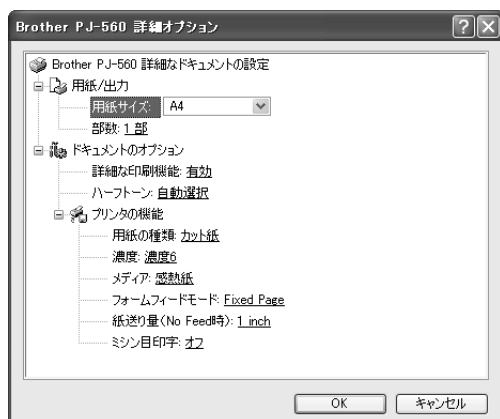 Brother PJ-560 詳細オプション
Brother PJ-560 詳細なドキュメントの設定
用紙/出力
用紙サイズ: A4
部数: 1 部
ドキュメントのオプション
詳細な印刷機能: 有効
ハーフトーン: 自動選択
プリンタの機能
用紙の種類: カット紙
濃度: 濃度6
メディア: 感熱紙
フォームフィードモード: Fixed Page
紙送り量(No Feed時): 1 inch
ミシン目印字: オフ
OK キャンセル